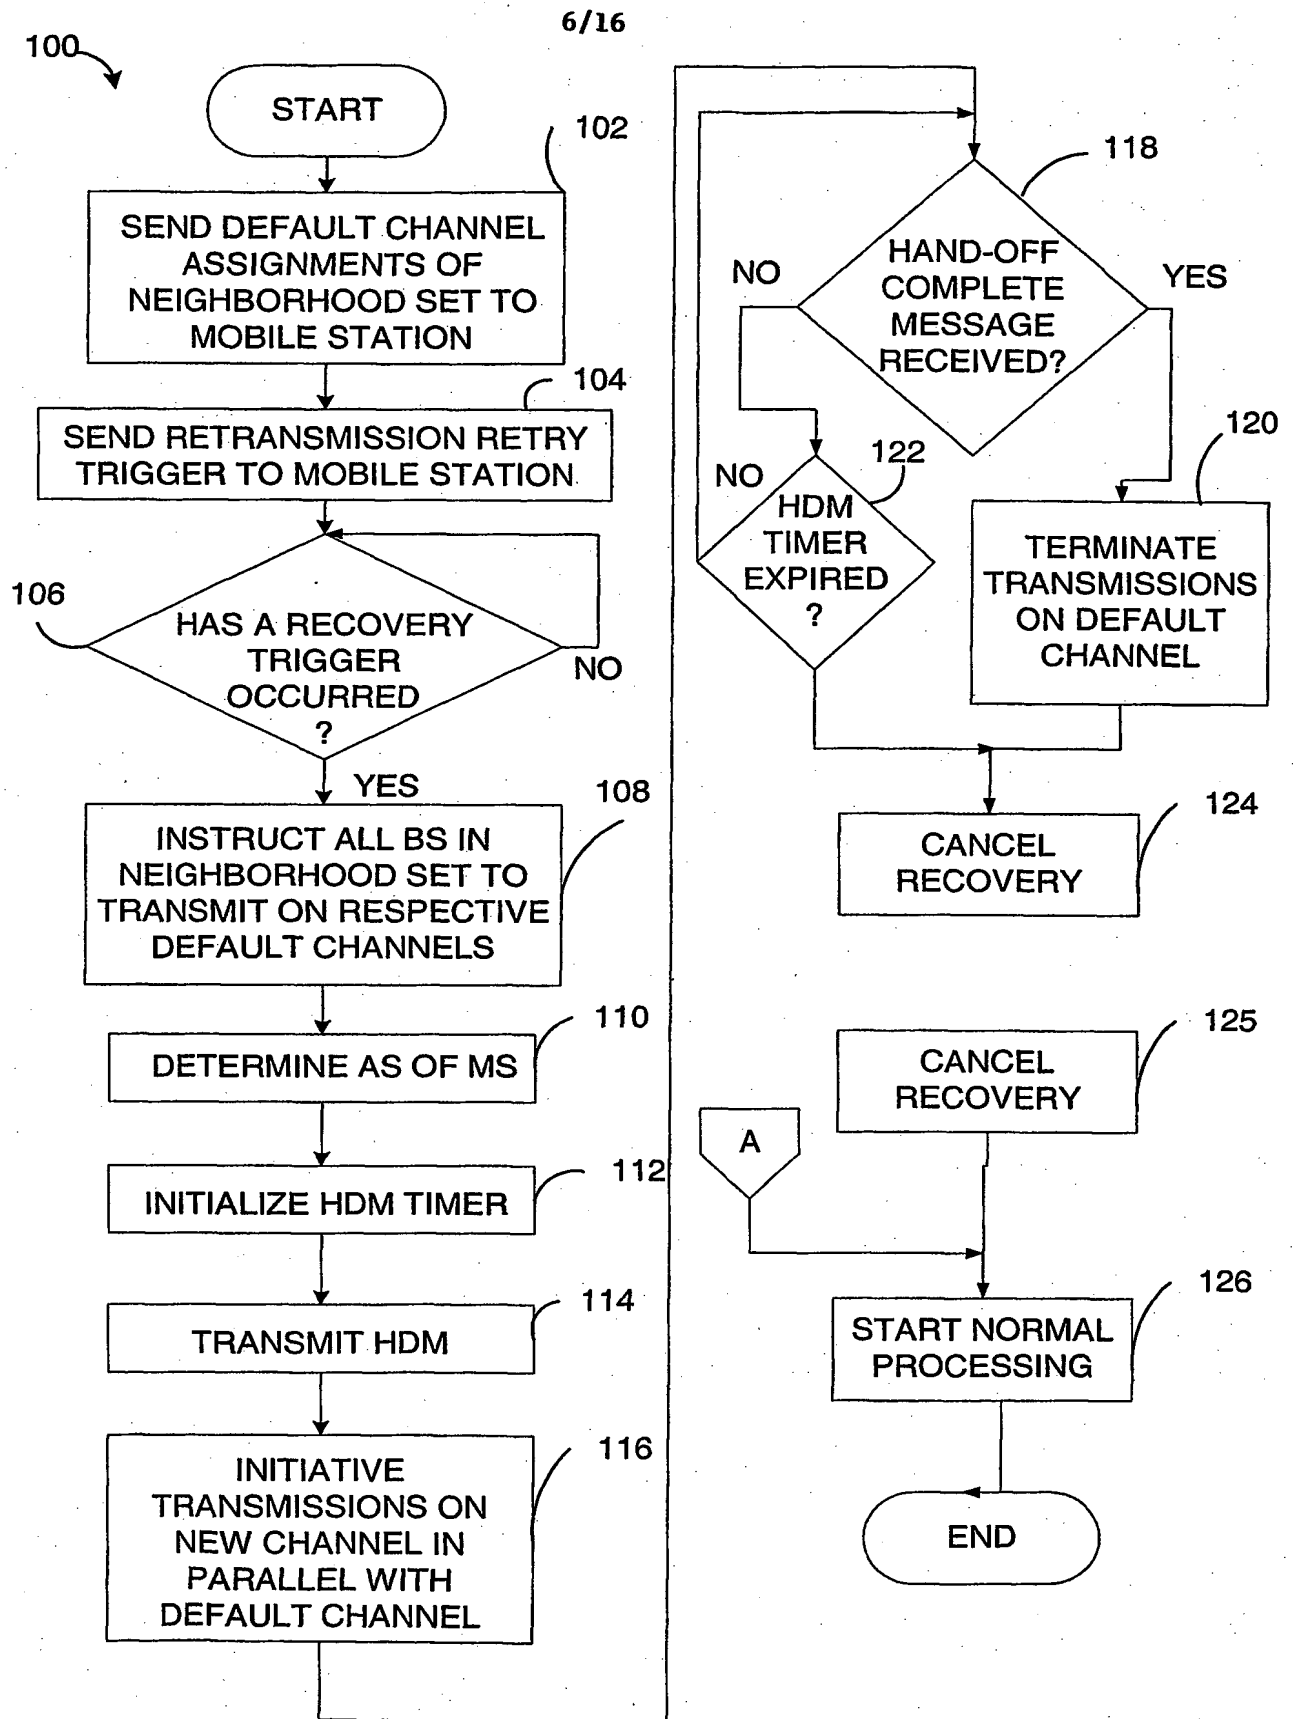 6/16
100
START
102
SEND DEFAULT CHANNEL
ASSIGNMENTS OF
NEIGHBORHOOD SET TO
MOBILE STATION
104
SEND RETRANSMISSION RETRY
TRIGGER TO MOBILE STATION
106
HAS A RECOVERY
TRIGGER
OCCURRED
?
NO
YES
108
INSTRUCT ALL BS IN
NEIGHBORHOOD SET TO
TRANSMIT ON RESPECTIVE
DEFAULT CHANNELS
110
DETERMINE AS OF MS
112
INITIALIZE HDM TIMER
114
TRANSMIT HDM
116
INITIATIVE
TRANSMISSIONS ON
NEW CHANNEL IN
PARALLEL WITH
DEFAULT CHANNEL
118
HAND-OFF
COMPLETE
MESSAGE
RECEIVED?
NO
YES
120
TERMINATE
TRANSMISSIONS
ON DEFAULT
CHANNEL
122
NO
HDM
TIMER
EXPIRED
?
124
CANCEL
RECOVERY
125
CANCEL
RECOVERY
A
126
START NORMAL
PROCESSING
END